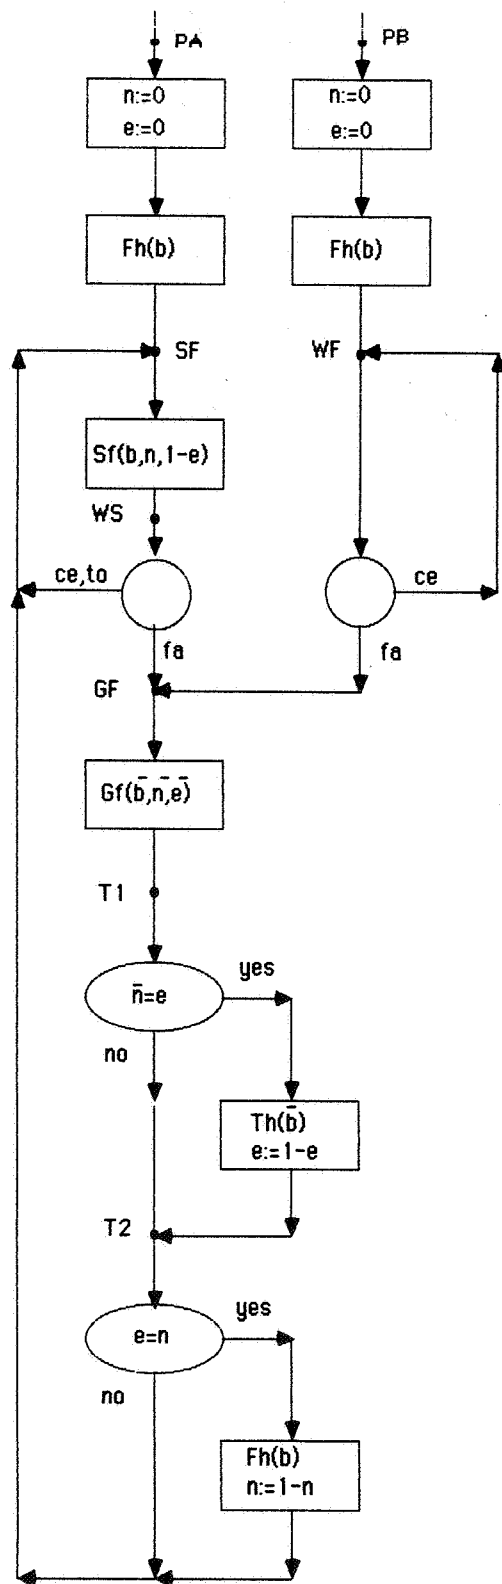 PA
PB
n:=0
e:=0
n:=0
e:=0
Fh(b)
Fh(b)
SF
WF
Sf(b,n,1-e)
WS
ce,to
ce
fa
fa
GF
Gf(b̄,n̄,ē)
T1
n̄=e
yes
no
Th(b̄)
e:=1-e
T2
e=n
yes
no
Fh(b)
n:=1-n